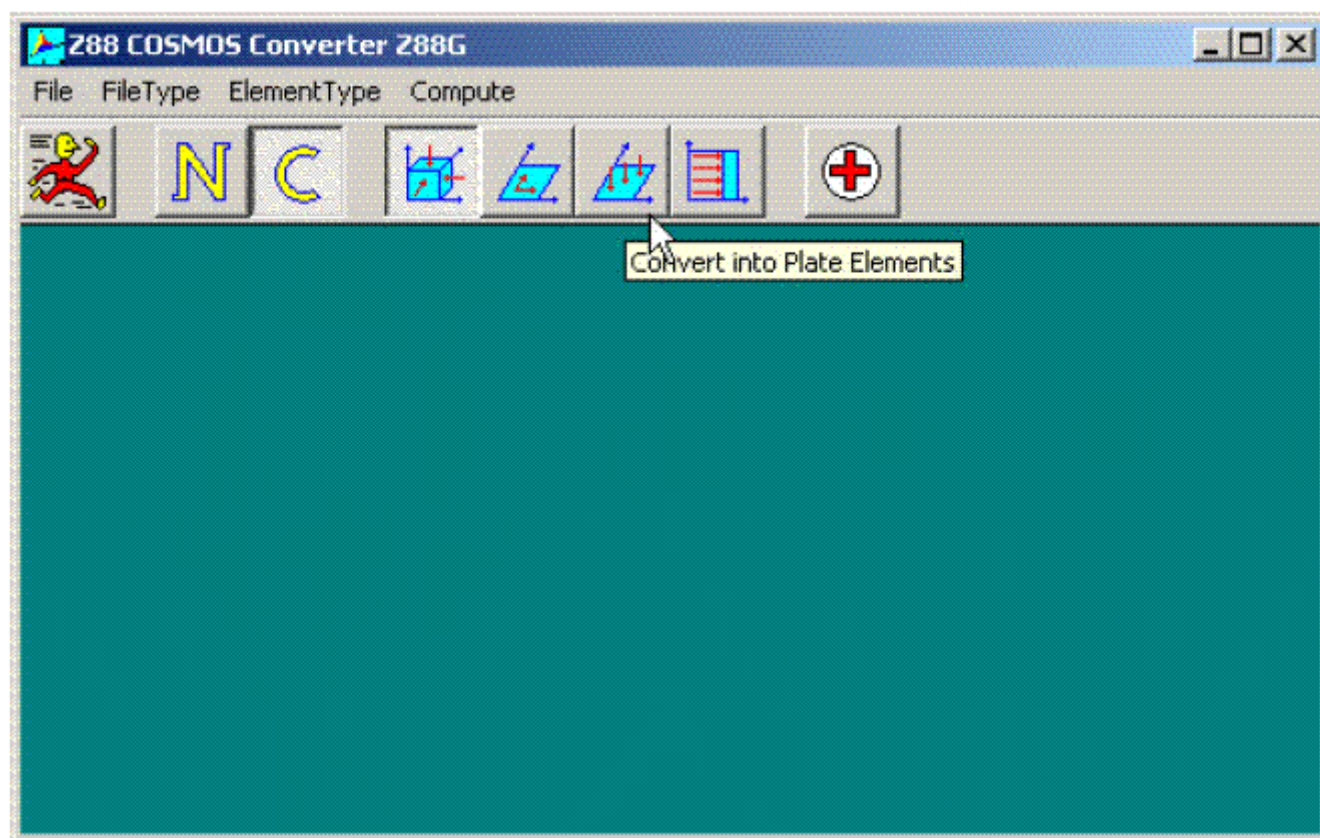 Z88 COSMOS Converter Z88G
File FileType ElementType Compute
N C
Convert into Plate Elements